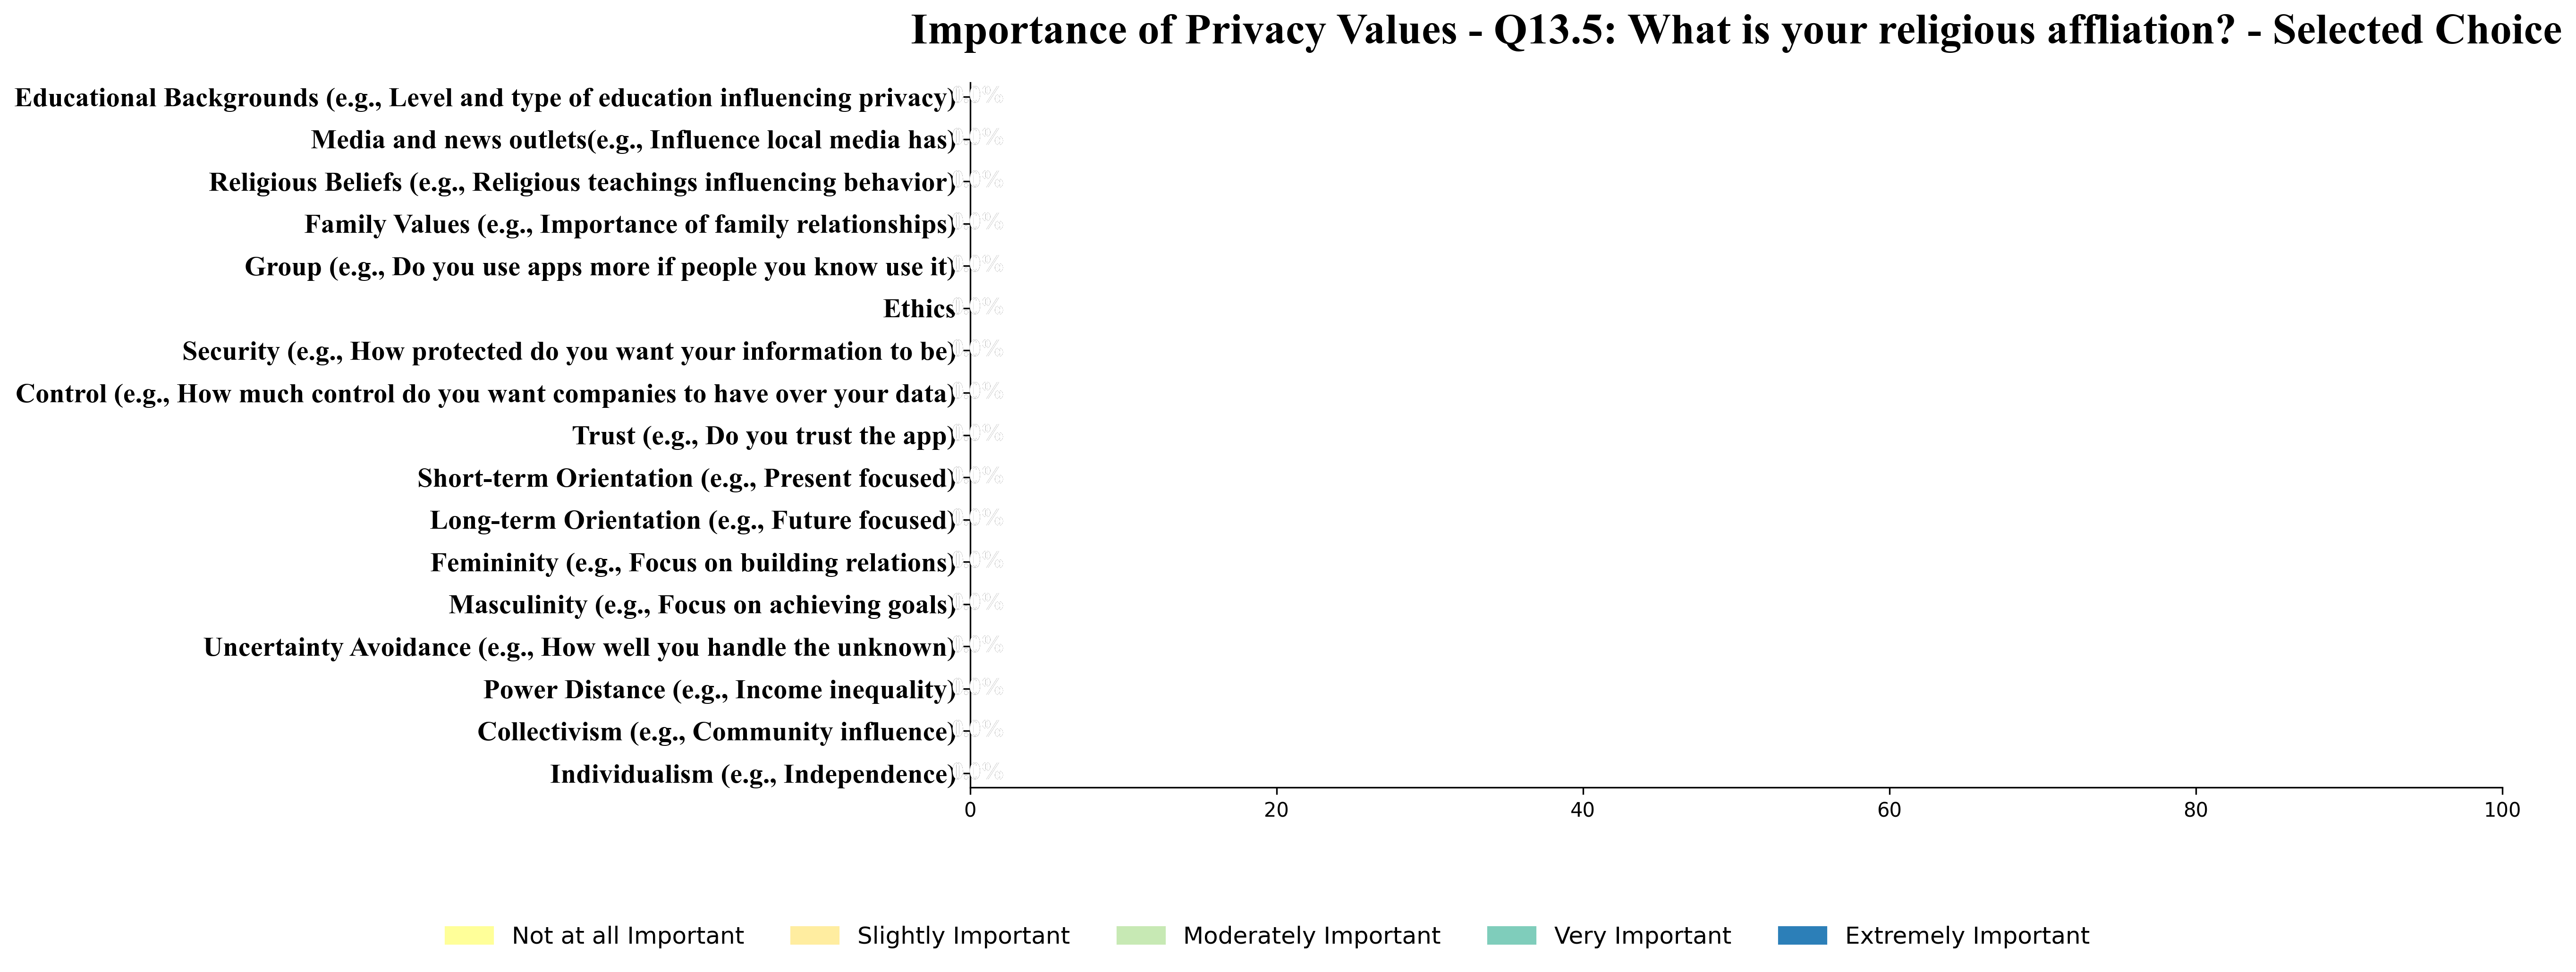 Importance of Privacy Values - Q13.5: What is your religious affliation? - Selected Choice
Educational Backgrounds (e.g., Level and type of education influencing privacy)
Media and news outlets(e.g., Influence local media has)
Religious Beliefs (e.g., Religious teachings influencing behavior)
Family Values (e.g., Importance of family relationships)
Group (e.g., Do you use apps more if people you know use it)
Ethics
Security (e.g., How protected do you want your information to be)
Control (e.g., How much control do you want companies to have over your data)
Trust (e.g., Do you trust the app)
Short-term Orientation (e.g., Present focused)
Long-term Orientation (e.g., Future focused)
Femininity (e.g., Focus on building relations)
Masculinity (e.g., Focus on achieving goals)
Uncertainty Avoidance (e.g., How well you handle the unknown)
Power Distance (e.g., Income inequality)
Collectivism (e.g., Community influence)
Individualism (e.g., Independence)
0 20 40 60 80 100
Not at all Important Slightly Important Moderately Important Very Important Extremely Important